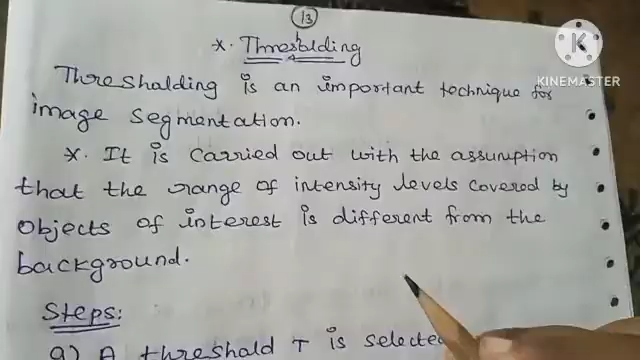 13
*. Thresholding
Thresholding is an important technique for
image segmentation.
*. It is carried out with the assumption
that the range of intensity levels covered by
objects of interest is different from the
background.
Steps:
a) A threshold T is selected
K
KINEMASTER